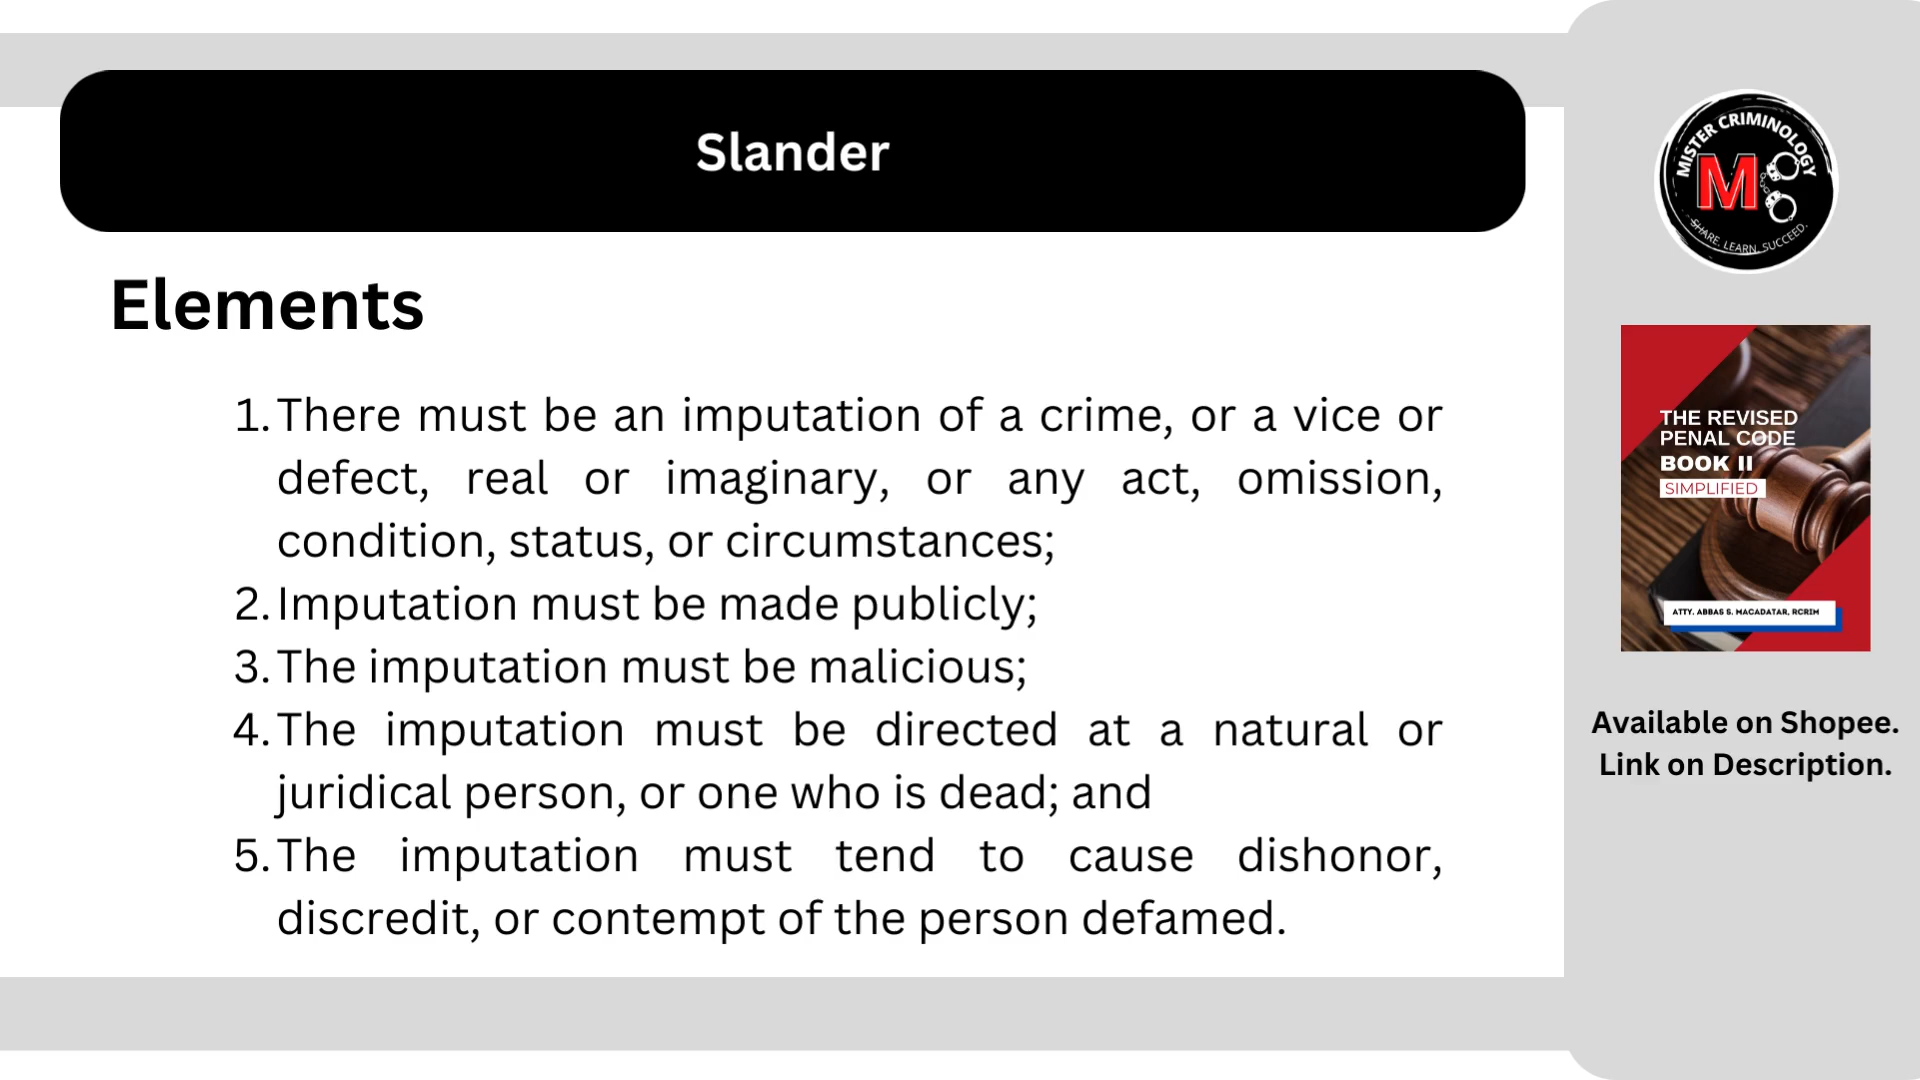 Slander
Elements
1. There must be an imputation of a crime, or a vice or
defect, real or imaginary, or any act, omission,
condition, status, or circumstances;
2. Imputation must be made publicly;
3. The imputation must be malicious;
4. The imputation must be directed at a natural or
juridical person, or one who is dead; and
5. The imputation must tend to cause dishonor,
discredit, or contempt of the person defamed.
MISTER CRIMINOLOGY
M
SHARE. LEARN. SUCCEED.
THE REVISED
PENAL CODE
BOOK II
SIMPLIFIED
ATTY. ABBAS S. MACADATAR, RCRIM
Available on Shopee.
Link on Description.